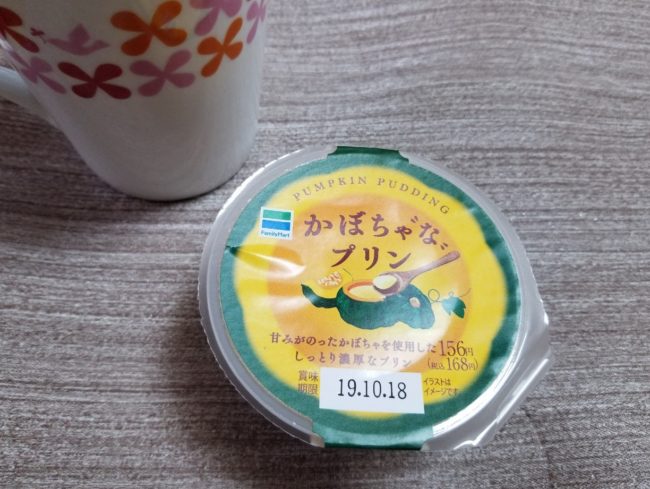 PUMPKIN PUDDING
FamilyMart
かぼちゃ"な"
プリン
甘みがのったかぼちゃを使用した
しっとり濃厚なプリン
156円
(税込168円)
賞味
期限
19.10.18
イラストは
イメージです